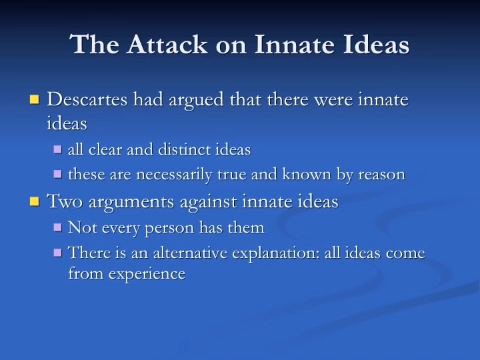 The Attack on Innate Ideas
Descartes had argued that there were innate
ideas
all clear and distinct ideas
these are necessarily true and known by reason
Two arguments against innate ideas
Not every person has them
There is an alternative explanation: all ideas come
from experience